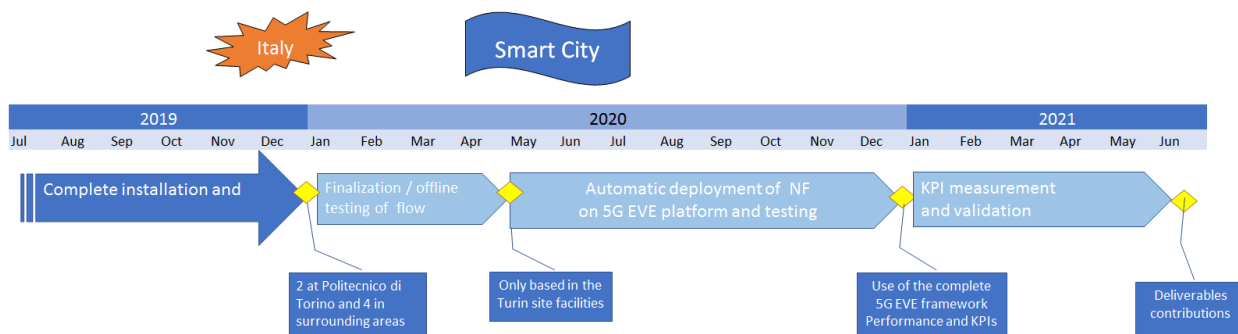 Italy
Smart City
2019 2020 2021
Jul Aug Sep Oct Nov Dec Jan Feb Mar Apr May Jun Jul Aug Sep Oct Nov Dec Jan Feb Mar Apr May Jun
Complete installation and
Finalization / offline
testing of flow
Automatic deployment of NF
on 5G EVE platform and testing
KPI measurement
and validation
2 at Politecnico di
Torino and 4 in
surrounding areas
Only based in the
Turin site facilities
Use of the complete
5G EVE framework
Performance and KPIs
Deliverables
contributions